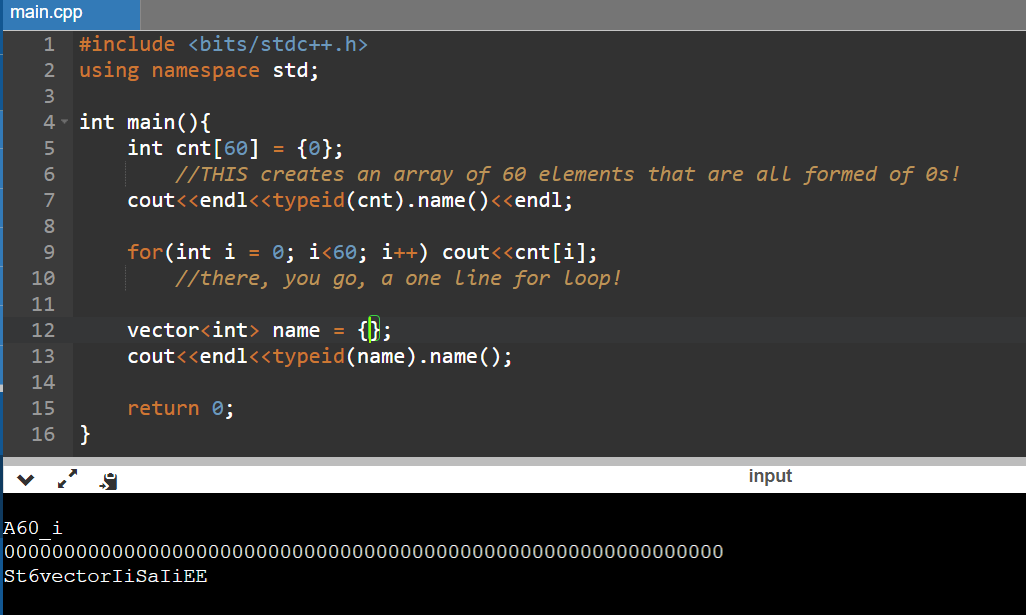 main.cpp
1 #include <bits/stdc++.h>
2 using namespace std;
3
4 int main(){
5 int cnt[60] = {0};
6 //THIS creates an array of 60 elements that are all formed of 0s!
7 cout<<endl<<typeid(cnt).name()<<endl;
8
9 for(int i = 0; i<60; i++) cout<<cnt[i];
10 //there, you go, a one line for loop!
11
12 vector<int> name = {};
13 cout<<endl<<typeid(name).name();
14
15 return 0;
16 }
input
A60_i
000000000000000000000000000000000000000000000000000000000000
St6vectorIiSaIiEE